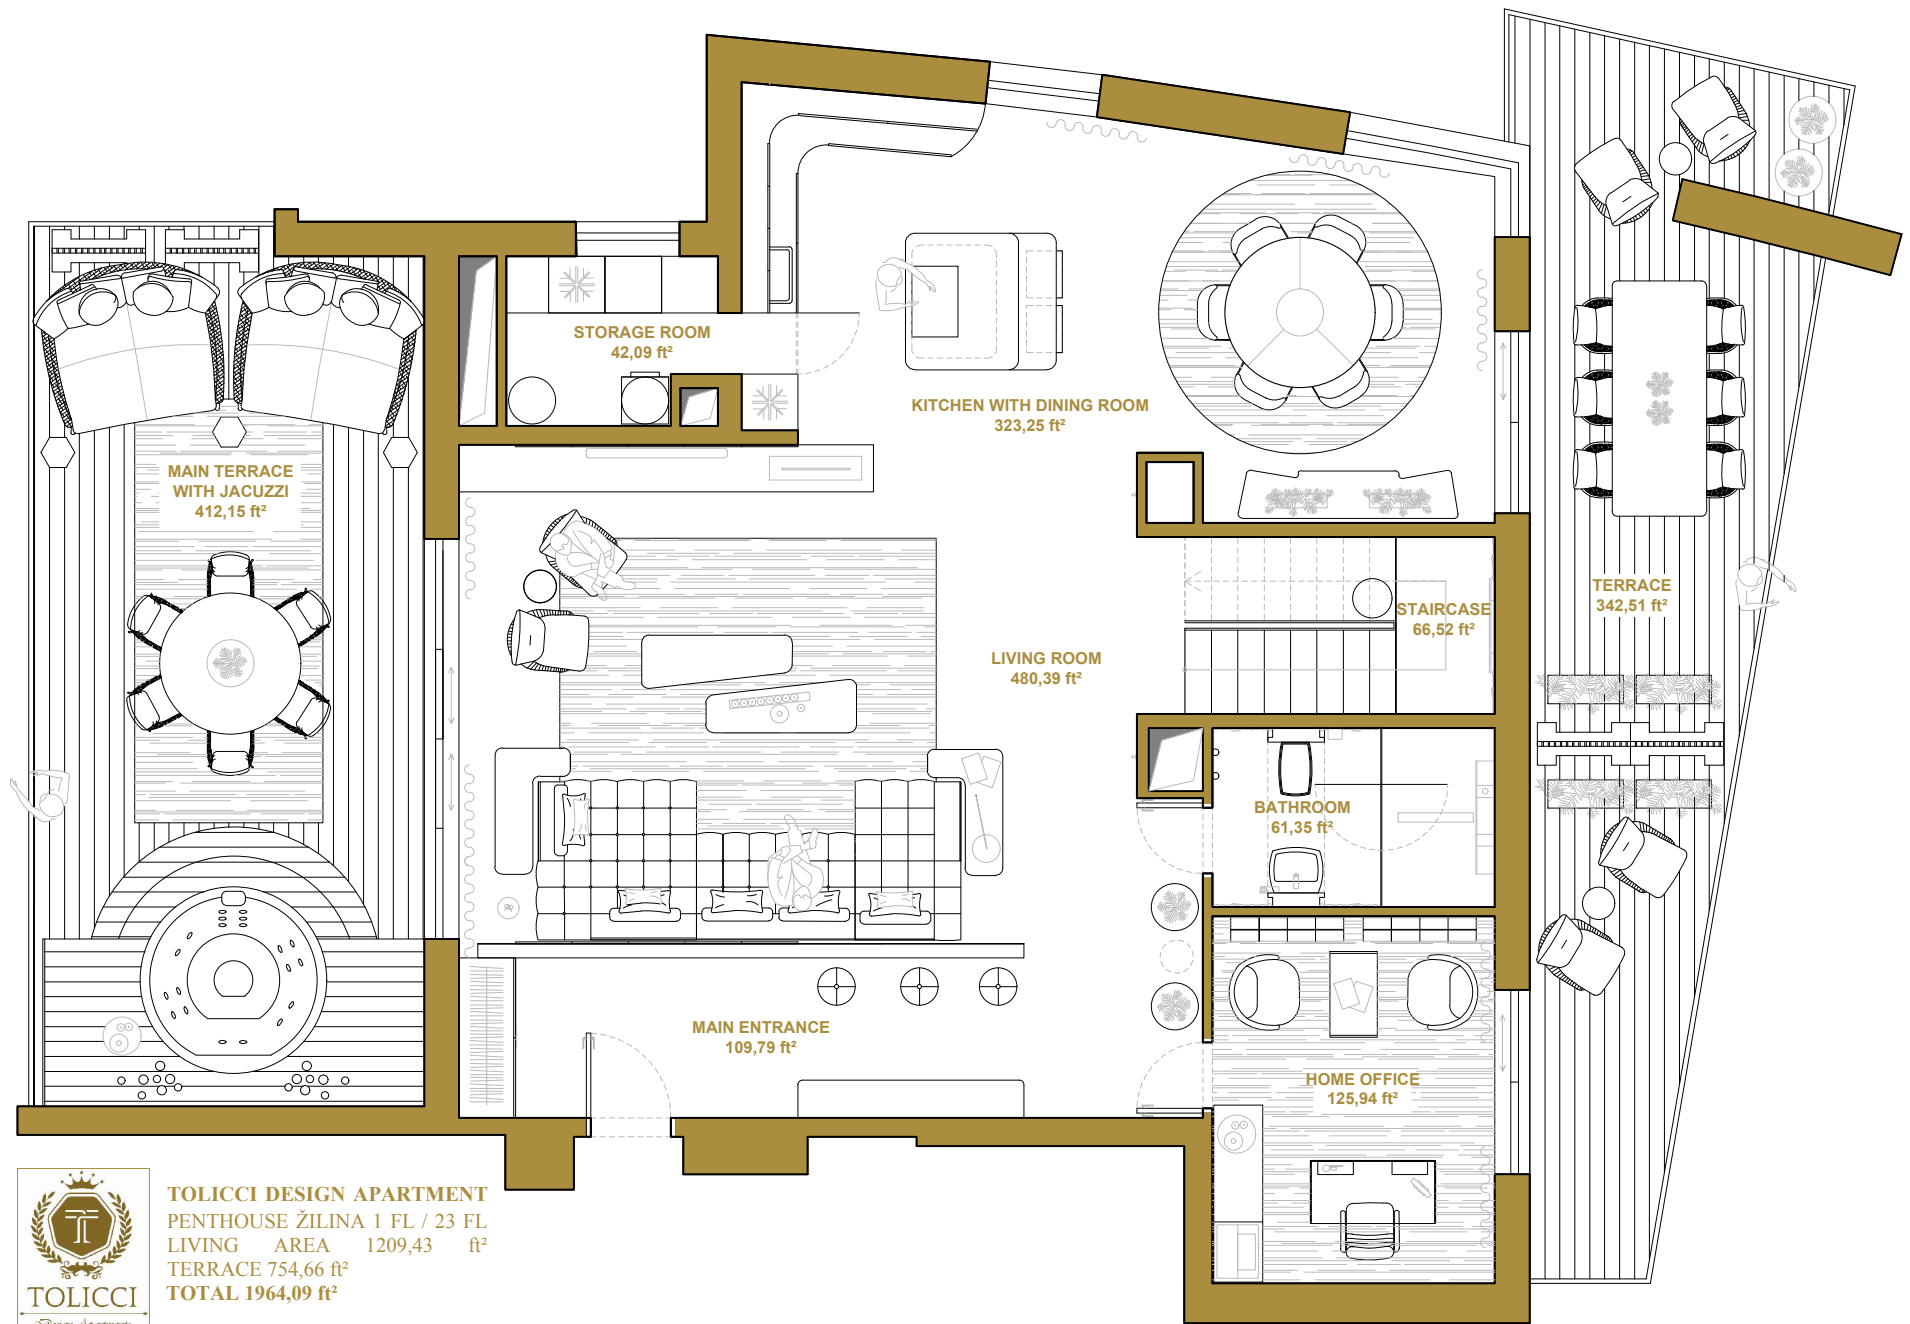 STORAGE ROOM
42,09 ft²
KITCHEN WITH DINING ROOM
323,25 ft²
MAIN TERRACE
WITH JACUZZI
412,15 ft²
STAIRCASE
66,52 ft²
TERRACE
342,51 ft²
LIVING ROOM
480,39 ft²
BATHROOM
61,35 ft²
MAIN ENTRANCE
109,79 ft²
HOME OFFICE
125,94 ft²
TOLICCI DESIGN APARTMENT
PENTHOUSE ŽILINA 1 FL / 23 FL
LIVING AREA 1209,43 ft²
TERRACE 754,66 ft²
TOTAL 1964,09 ft²
TOLICCI